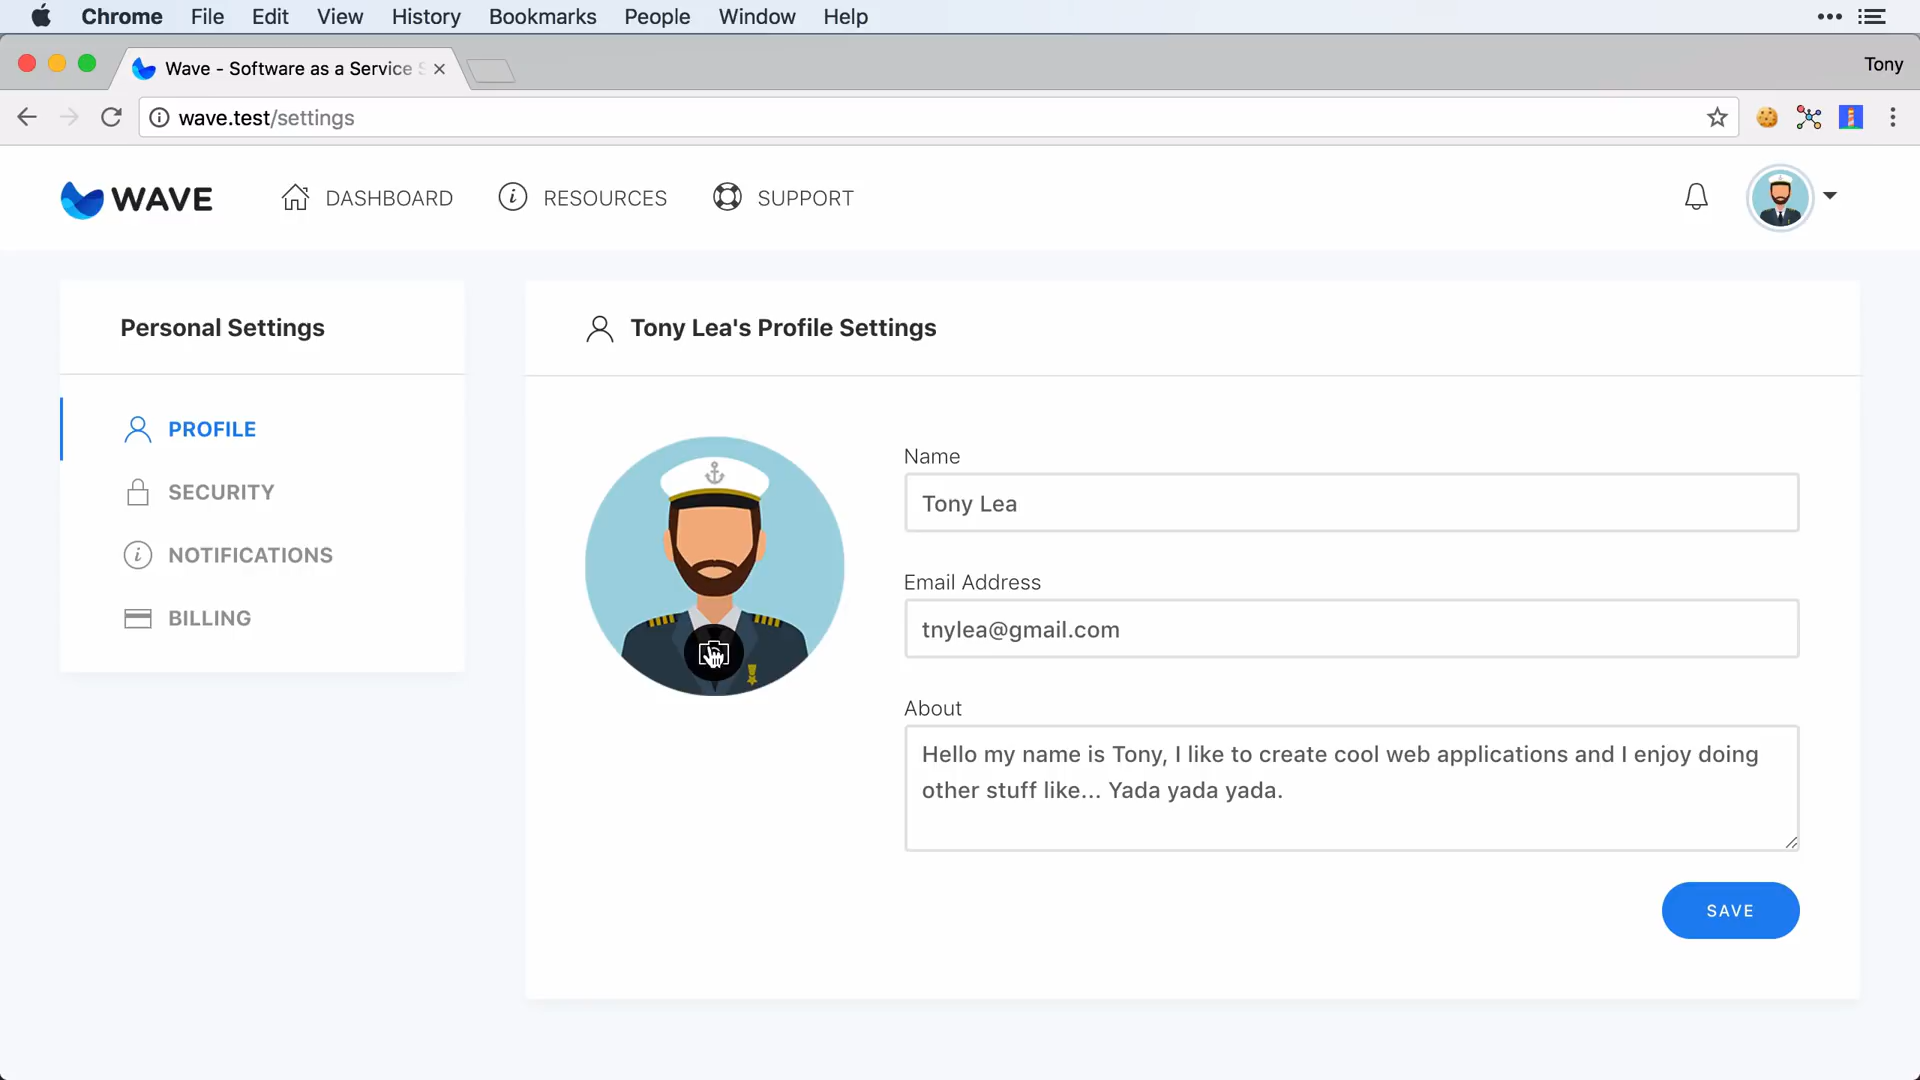 Chrome File Edit View History Bookmarks People Window Help
Wave - Software as a Service
Tony
wave.test/settings
WAVE DASHBOARD RESOURCES SUPPORT
Personal Settings
PROFILE
SECURITY
NOTIFICATIONS
BILLING
Tony Lea's Profile Settings
Name
Tony Lea
Email Address
tnylea@gmail.com
About
Hello my name is Tony, I like to create cool web applications and I enjoy doing
other stuff like... Yada yada yada.
SAVE